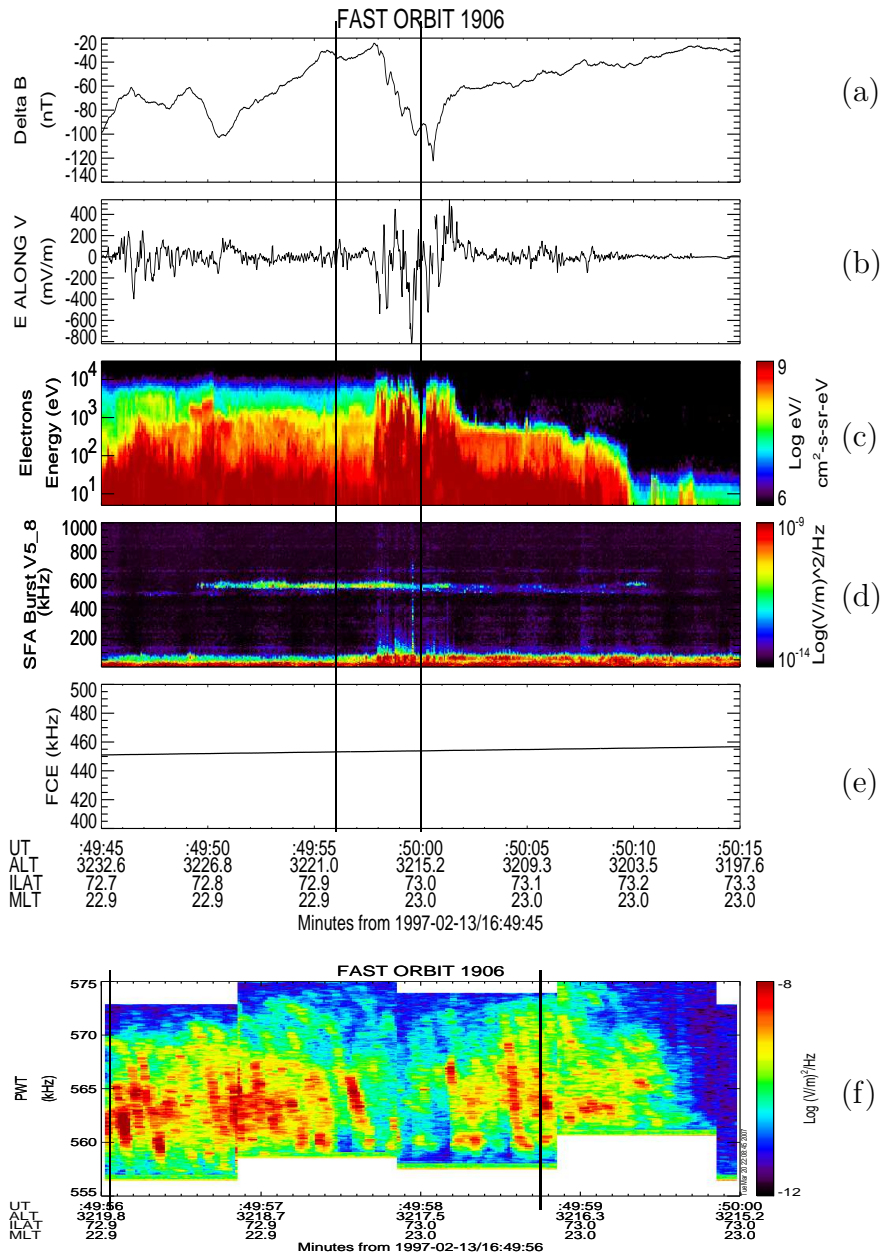 FAST ORBIT 1906
Delta B
(nT)
-20
-40
-60
-80
-100
-120
-140
(a)
E ALONG V
(mV/m)
400
200
0
-200
-400
-600
-800
(b)
Electrons
Energy (eV)
10^4
10^3
10^2
10^1
9
6
Log eV/
cm^2-s-sr-eV
(c)
SFA Burst V5_8
(kHz)
1000
800
600
400
200
10^-9
10^-14
Log(V/m)^2/Hz
(d)
FCE (kHz)
500
480
460
440
420
400
(e)
UT :49:45 :49:50 :49:55 :50:00 :50:05 :50:10 :50:15
ALT 3232.6 3226.8 3221.0 3215.2 3209.3 3203.5 3197.6
ILAT 72.7 72.8 72.9 73.0 73.1 73.2 73.3
MLT 22.9 22.9 22.9 23.0 23.0 23.0 23.0
Minutes from 1997-02-13/16:49:45
FAST ORBIT 1906
PWT
(kHz)
575
570
565
560
555
-8
-12
Log (V/m)^2/Hz
(f)
Tue Mar 20 22:08:45 2007
UT :49:56 :49:57 :49:58 :49:59 :50:00
ALT 3219.8 3218.7 3217.5 3216.3 3215.2
ILAT 72.9 72.9 73.0 73.0 73.0
MLT 22.9 22.9 23.0 23.0 23.0
Minutes from 1997-02-13/16:49:56